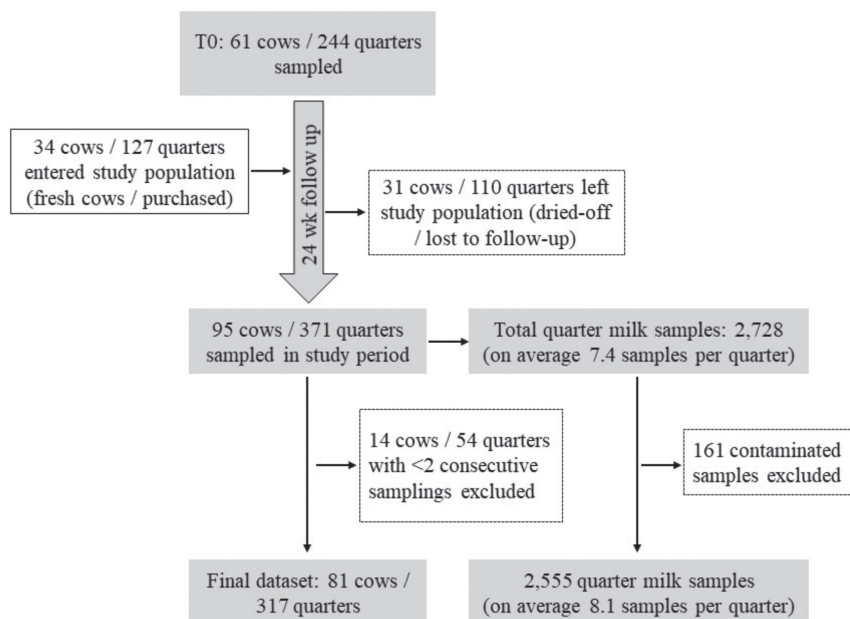 T0: 61 cows / 244 quarters
sampled
34 cows / 127 quarters
entered study population
(fresh cows / purchased)
24 wk follow up
31 cows / 110 quarters left
study population (dried-off
/ lost to follow-up)
95 cows / 371 quarters
sampled in study period
Total quarter milk samples: 2,728
(on average 7.4 samples per quarter)
14 cows / 54 quarters
with <2 consecutive
samplings excluded
161 contaminated
samples excluded
Final dataset: 81 cows /
317 quarters
2,555 quarter milk samples
(on average 8.1 samples per quarter)